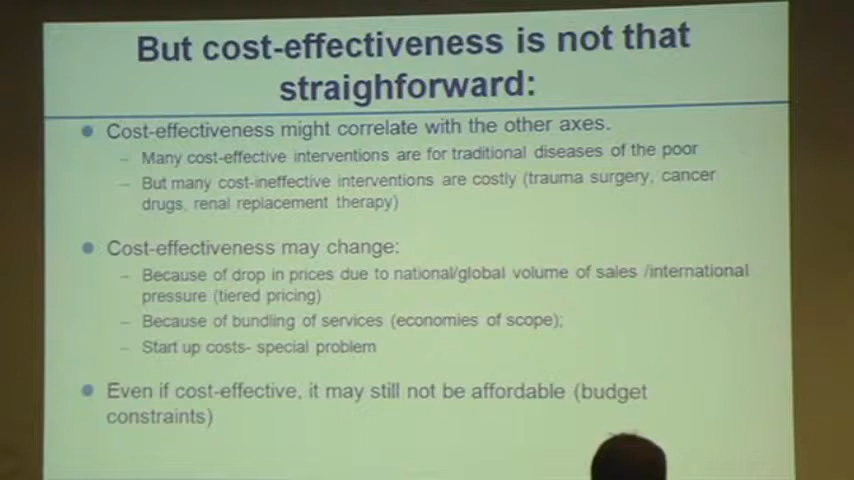 But cost-effectiveness is not that
straighforward:
Cost-effectiveness might correlate with the other axes.
– Many cost-effective interventions are for traditional diseases of the poor
– But many cost-ineffective interventions are costly (trauma surgery, cancer
drugs, renal replacement therapy)
Cost-effectiveness may change:
– Because of drop in prices due to national/global volume of sales /international
pressure (tiered pricing)
– Because of bundling of services (economies of scope);
– Start up costs- special problem
Even if cost-effective, it may still not be affordable (budget
constraints)